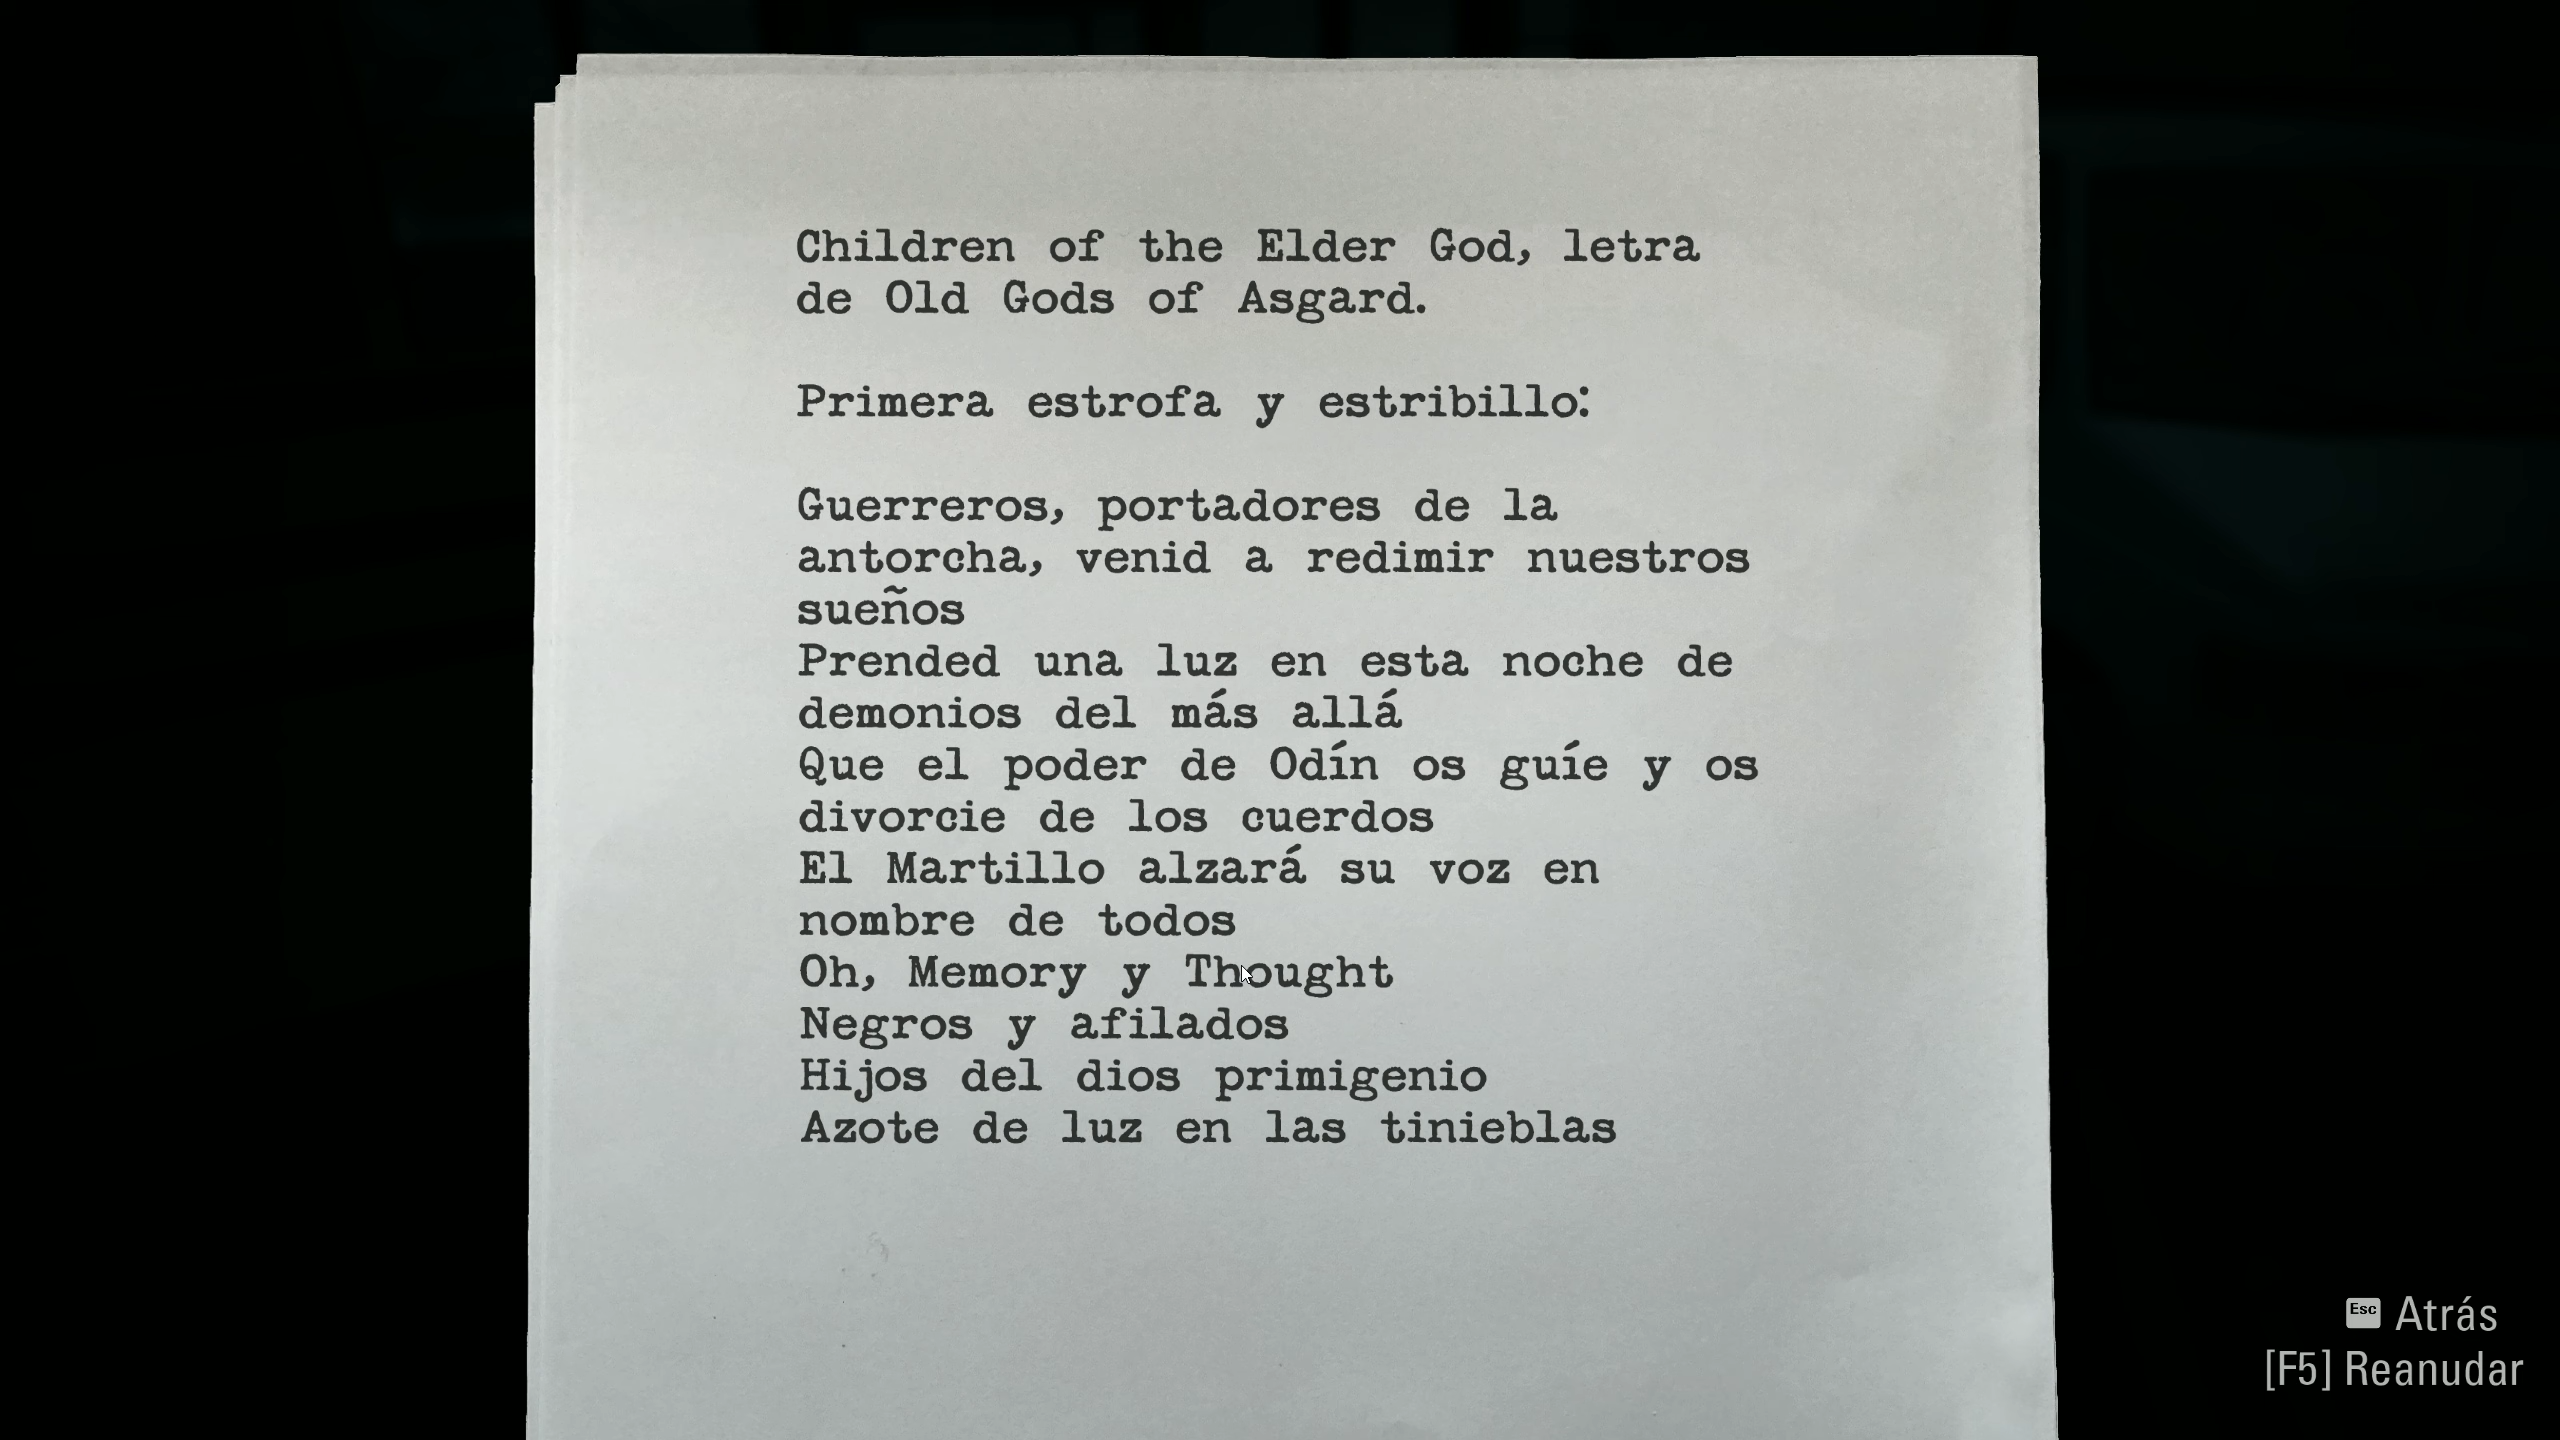 Children of the Elder God, letra
de Old Gods of Asgard.
Primera estrofa y estribillo:
Guerreros, portadores de la
antorcha, venid a redimir nuestros
sueños
Prended una luz en esta noche de
demonios del más allá
Que el poder de Odín os guíe y os
divorcie de los cuerdos
El Martillo alzará su voz en
nombre de todos
Oh, Memory y Thought
Negros y afilados
Hijos del dios primigenio
Azote de luz en las tinieblas
Esc Atrás
[F5] Reanudar